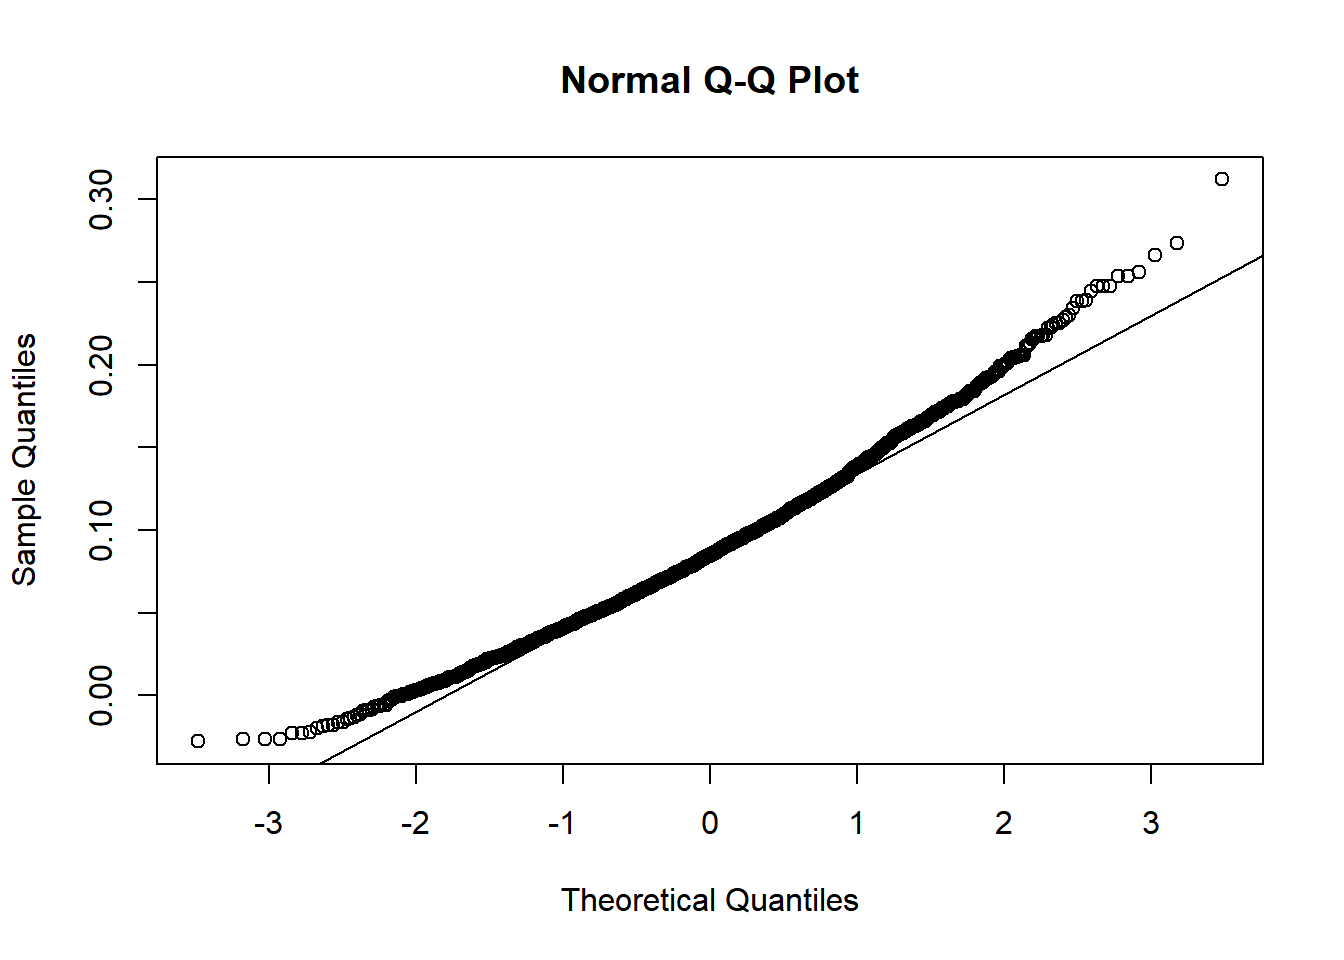 Normal Q-Q Plot
Sample Quantiles
0.30
0.20
0.10
0.00
-3 -2 -1 0 1 2 3
Theoretical Quantiles